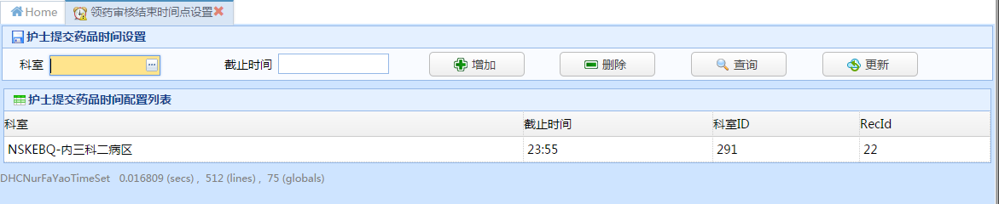 Home 领药审核结束时间点设置
护士提交药品时间设置
科室 截止时间 增加 删除 查询 更新
护士提交药品时间配置列表
科室 截止时间 科室ID RecId
NSKEBQ-内三科二病区 23:55 291 22
DHCNurFaYaoTimeSet 0.016809 (secs) , 512 (lines) , 75 (globals)